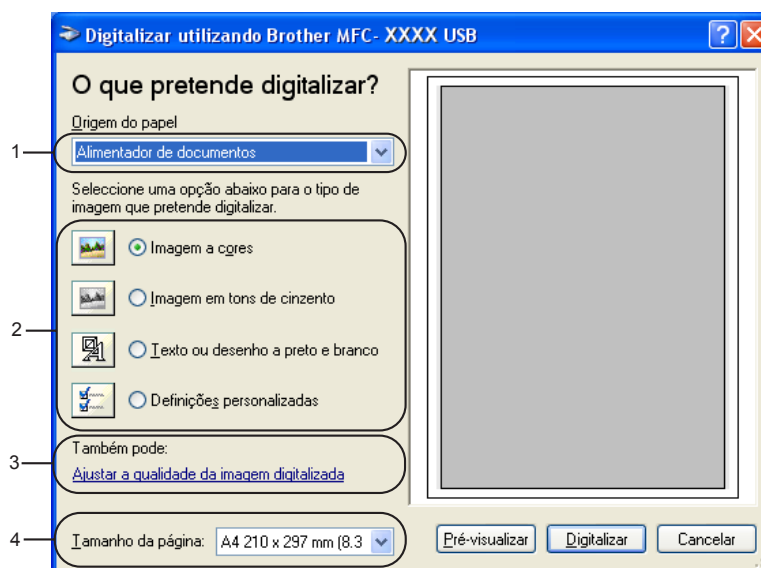 Digitalizar utilizando Brother MFC- XXXX USB
O que pretende digitalizar?
Origem do papel
1
Alimentador de documentos
Seleccione uma opção abaixo para o tipo de
imagem que pretende digitalizar.
Imagem a cores
Imagem em tons de cinzento
2
Texto ou desenho a preto e branco
Definições personalizadas
Também pode:
3
Ajustar a qualidade da imagem digitalizada
4
Tamanho da página:
A4 210 x 297 mm (8.3
Pré-visualizar
Digitalizar
Cancelar